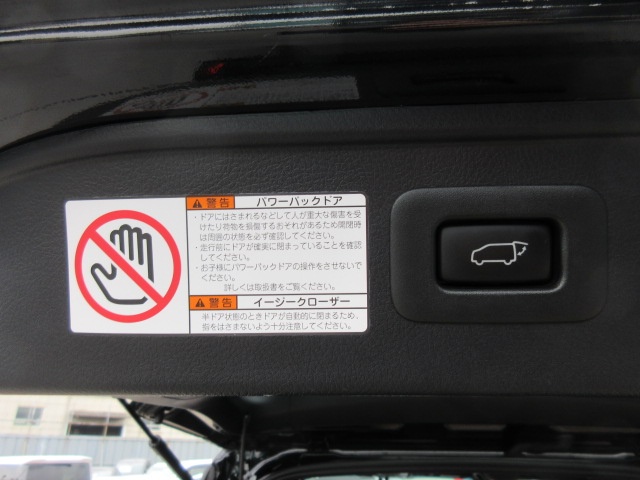 警告 パワーバックドア
・ドアにはさまれるなどして人が重大な傷害を受
けたり荷物を損傷するおそれがあるため開閉時
は周囲の状態を必ず確認してください。
・走行前にドアが確実に閉まっていることを確認
してください。
・お子様にパワーバックドアの操作をさせないで
ください。
詳しくは取扱書をご覧ください。
警告 イージークローザー
半ドア状態のときドアが自動的に閉まるため、
指をはさまないよう十分注意してください。